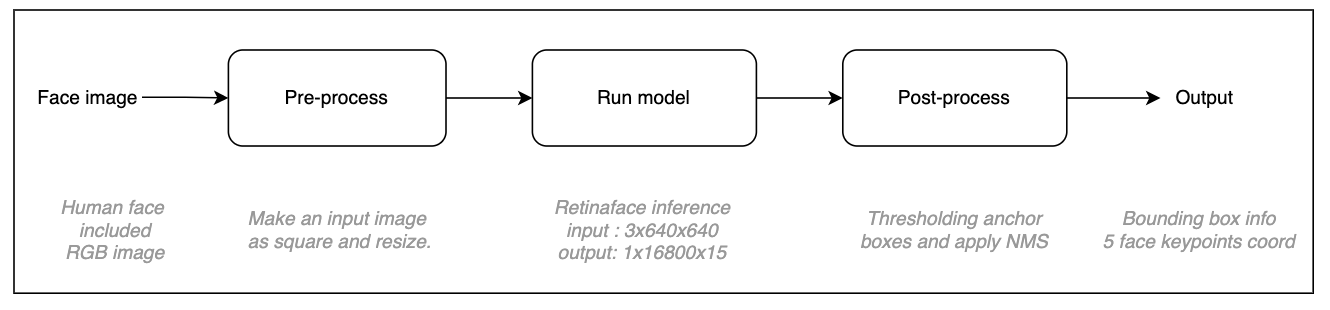 Face image
Pre-process
Run model
Post-process
Output
Human face
included
RGB image
Make an input image
as square and resize.
Retinaface inference
input : 3x640x640
output: 1x16800x15
Thresholding anchor
boxes and apply NMS
Bounding box info
5 face keypoints coord